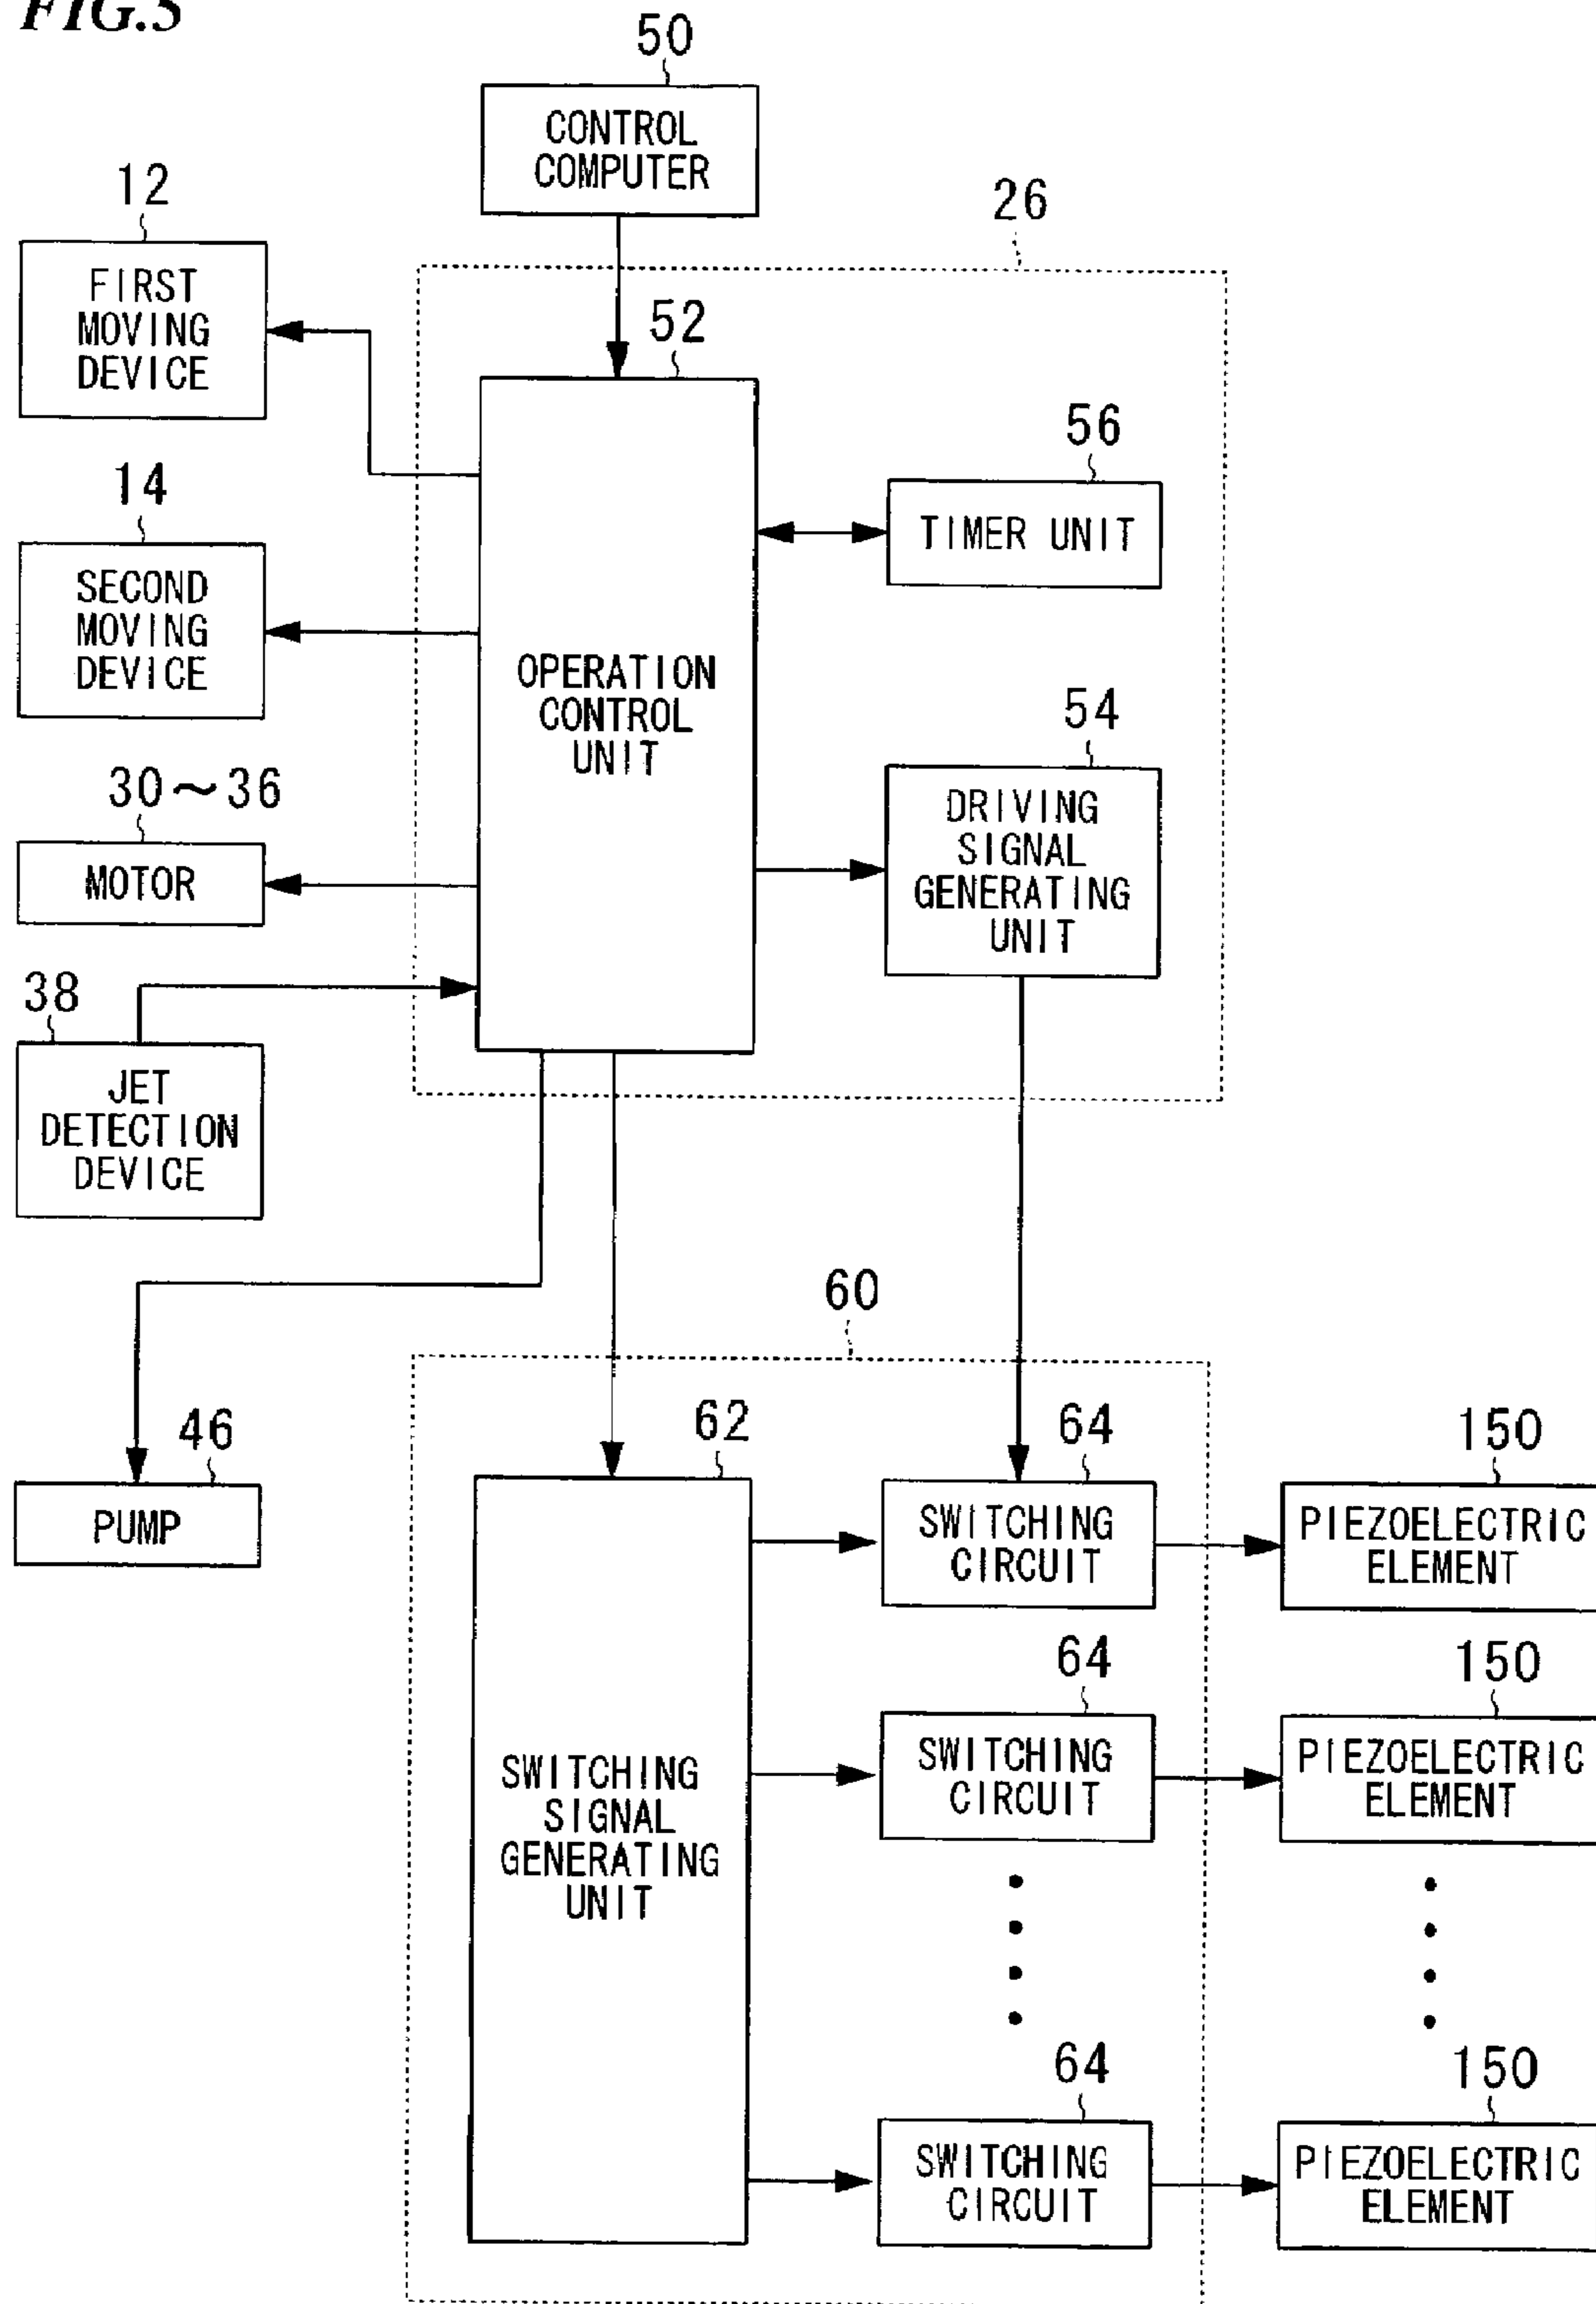 FIG.5
50
CONTROL
COMPUTER
12
FIRST
MOVING
DEVICE
26
52
OPERATION
CONTROL
UNIT
56
TIMER UNIT
14
SECOND
MOVING
DEVICE
54
DRIVING
SIGNAL
GENERATING
UNIT
30～36
MOTOR
38
JET
DETECTION
DEVICE
60
46
PUMP
62
SWITCHING
SIGNAL
GENERATING
UNIT
64
SWITCHING
CIRCUIT
150
PIEZOELECTRIC
ELEMENT
64
SWITCHING
CIRCUIT
150
PIEZOELECTRIC
ELEMENT
64
SWITCHING
CIRCUIT
150
PIEZOELECTRIC
ELEMENT